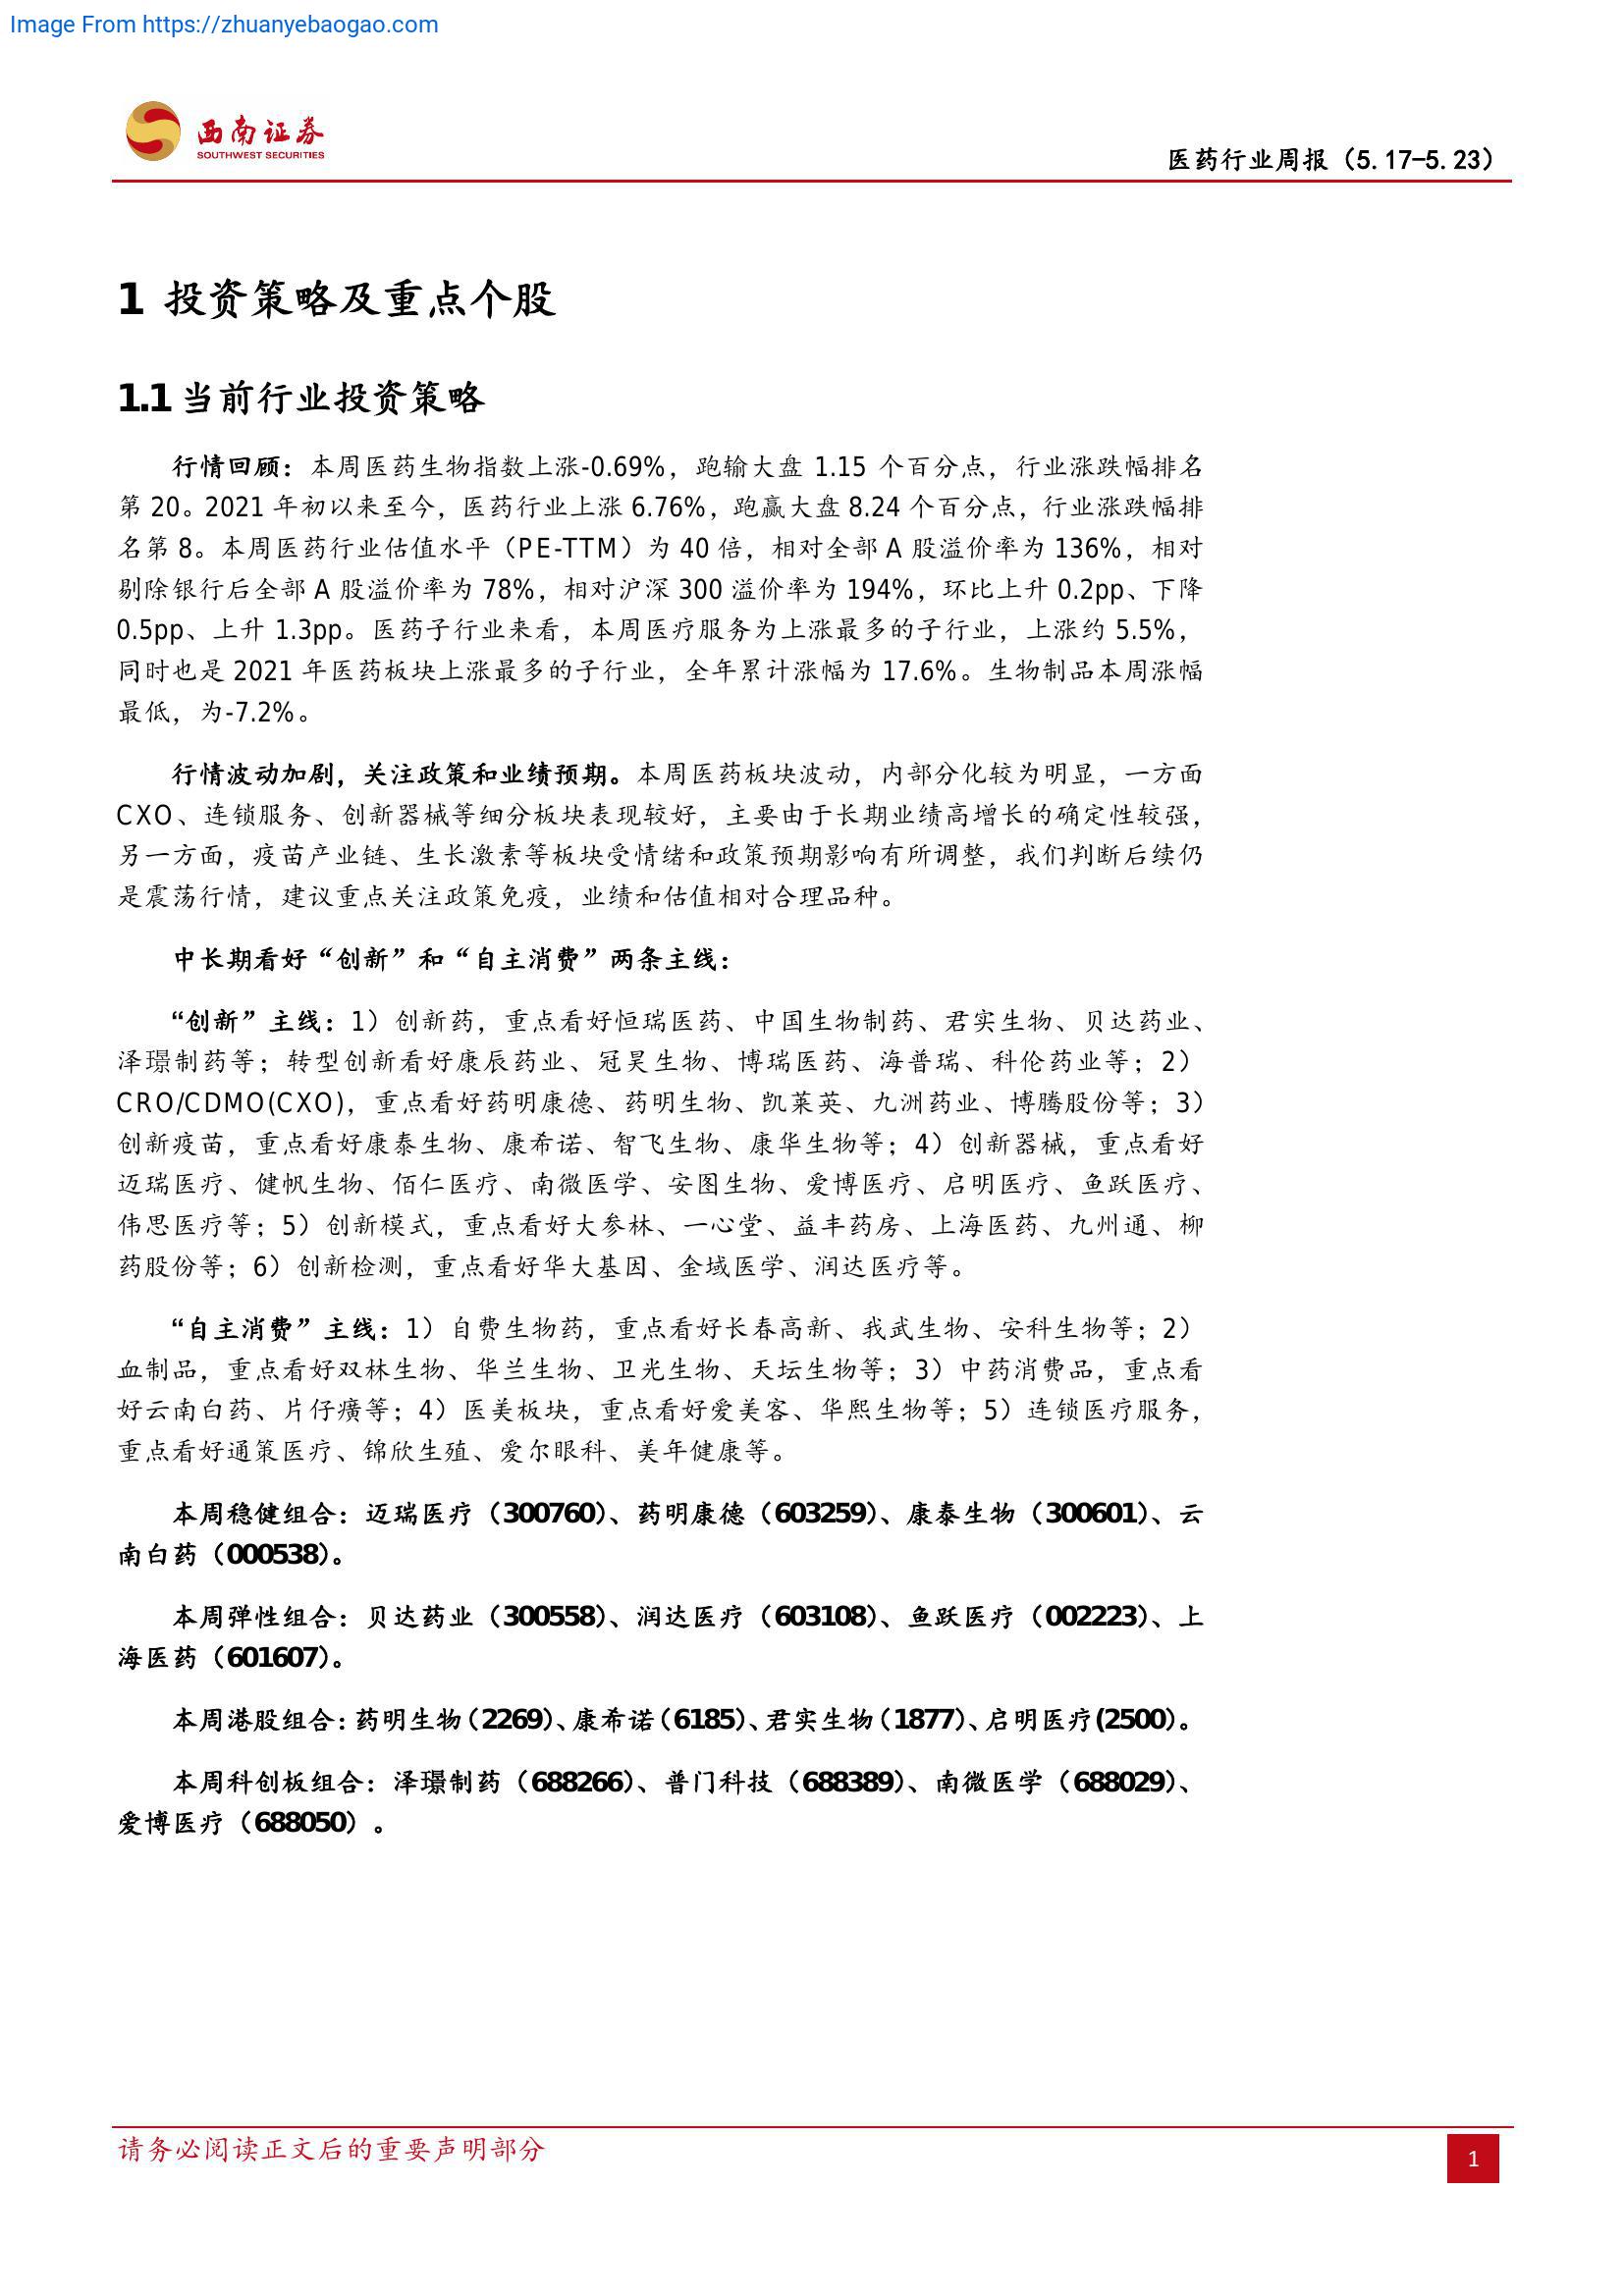 Image From https://zhuanyebaogao.com
西南证券
SOUTHWEST SECURITIES
医药行业周报（5.17-5.23）
1 投资策略及重点个股
1.1 当前行业投资策略
行情回顾：本周医药生物指数上涨-0.69%，跑输大盘 1.15 个百分点，行业涨跌幅排名
第 20。2021 年初以来至今，医药行业上涨 6.76%，跑赢大盘 8.24 个百分点，行业涨跌幅排
名第 8。本周医药行业估值水平（PE-TTM）为 40 倍，相对全部 A 股溢价率为 136%，相对
剔除银行后全部 A 股溢价率为 78%，相对沪深 300 溢价率为 194%，环比上升 0.2pp、下降
0.5pp、上升 1.3pp。医药子行业来看，本周医疗服务为上涨最多的子行业，上涨约 5.5%，
同时也是 2021 年医药板块上涨最多的子行业，全年累计涨幅为 17.6%。生物制品本周涨幅
最低，为-7.2%。
行情波动加剧，关注政策和业绩预期。本周医药板块波动，内部分化较为明显，一方面
CXO、连锁服务、创新器械等细分板块表现较好，主要由于长期业绩高增长的确定性较强，
另一方面，疫苗产业链、生长激素等板块受情绪和政策预期影响有所调整，我们判断后续仍
是震荡行情，建议重点关注政策免疫，业绩和估值相对合理品种。
中长期看好“创新”和“自主消费”两条主线：
“创新”主线：1）创新药，重点看好恒瑞医药、中国生物制药、君实生物、贝达药业、
泽璟制药等；转型创新看好康辰药业、冠昊生物、博瑞医药、海普瑞、科伦药业等；2）
CRO/CDMO(CXO)，重点看好药明康德、药明生物、凯莱英、九洲药业、博腾股份等；3）
创新疫苗，重点看好康泰生物、康希诺、智飞生物、康华生物等；4）创新器械，重点看好
迈瑞医疗、健帆生物、佰仁医疗、南微医学、安图生物、爱博医疗、启明医疗、鱼跃医疗、
伟思医疗等；5）创新模式，重点看好大参林、一心堂、益丰药房、上海医药、九州通、柳
药股份等；6）创新检测，重点看好华大基因、金域医学、润达医疗等。
“自主消费”主线：1）自费生物药，重点看好长春高新、我武生物、安科生物等；2）
血制品，重点看好双林生物、华兰生物、卫光生物、天坛生物等；3）中药消费品，重点看
好云南白药、片仔癀等；4）医美板块，重点看好爱美客、华熙生物等；5）连锁医疗服务，
重点看好通策医疗、锦欣生殖、爱尔眼科、美年健康等。
本周稳健组合：迈瑞医疗（300760）、药明康德（603259）、康泰生物（300601）、云
南白药（000538）。
本周弹性组合：贝达药业（300558）、润达医疗（603108）、鱼跃医疗（002223）、上
海医药（601607）。
本周港股组合：药明生物（2269）、康希诺（6185）、君实生物（1877）、启明医疗(2500）。
本周科创板组合：泽璟制药（688266）、普门科技（688389）、南微医学（688029）、
爱博医疗（688050）。
请务必阅读正文后的重要声明部分
1